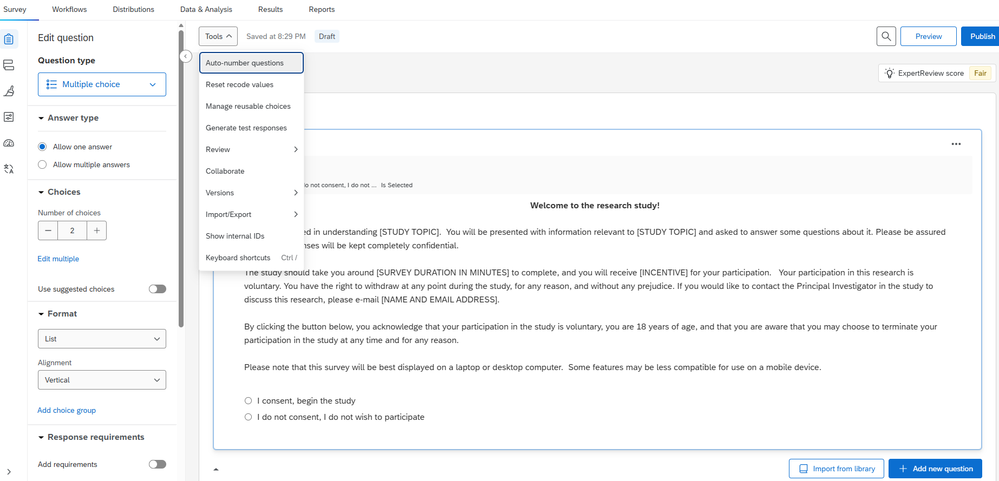 Survey Workflows Distributions Data & Analysis Results Reports
Edit question
Question type
Multiple choice
Answer type
Allow one answer
Allow multiple answers
Choices
Number of choices
2
Edit multiple
Use suggested choices
Format
List
Alignment
Vertical
Add choice group
Response requirements
Add requirements
Tools Saved at 8:29 PM Draft
Preview Publish
Auto-number questions
Reset recode values
Manage reusable choices
Generate test responses
Review
Collaborate
Versions
Import/Export
Show internal IDs
Keyboard shortcuts Ctrl /
ExpertReview score Fair
do not consent, I do not ... Is Selected
Welcome to the research study!
in understanding [STUDY TOPIC]. You will be presented with information relevant to [STUDY TOPIC] and asked to answer some questions about it. Please be assured
will be kept completely confidential.
The study should take you around [SURVEY DURATION IN MINUTES] to complete, and you will receive [INCENTIVE] for your participation. Your participation in this research is
voluntary. You have the right to withdraw at any point during the study, for any reason, and without any prejudice. If you would like to contact the Principal Investigator in the study to
discuss this research, please e-mail [NAME AND EMAIL ADDRESS].
By clicking the button below, you acknowledge that your participation in the study is voluntary, you are 18 years of age, and that you are aware that you may choose to terminate your
participation in the study at any time and for any reason.
Please note that this survey will be best displayed on a laptop or desktop computer. Some features may be less compatible for use on a mobile device.
I consent, begin the study
I do not consent, I do not wish to participate
Import from library Add new question